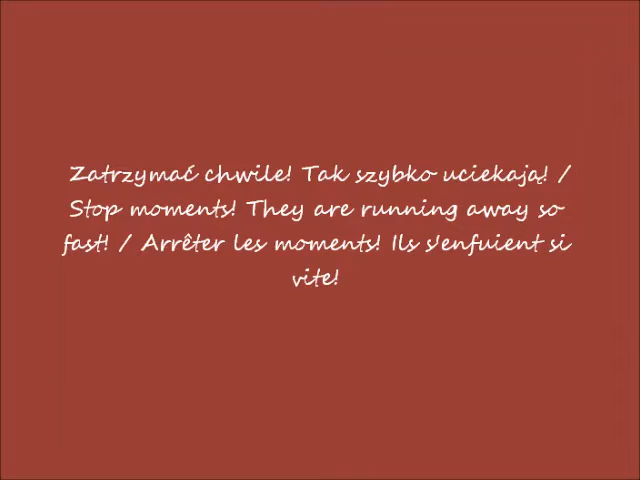 Zatrzymać chwile! Tak szybko uciekają! /
Stop moments! They are running away so
fast! / Arrêter les moments! Ils s'enfuient si
vite!